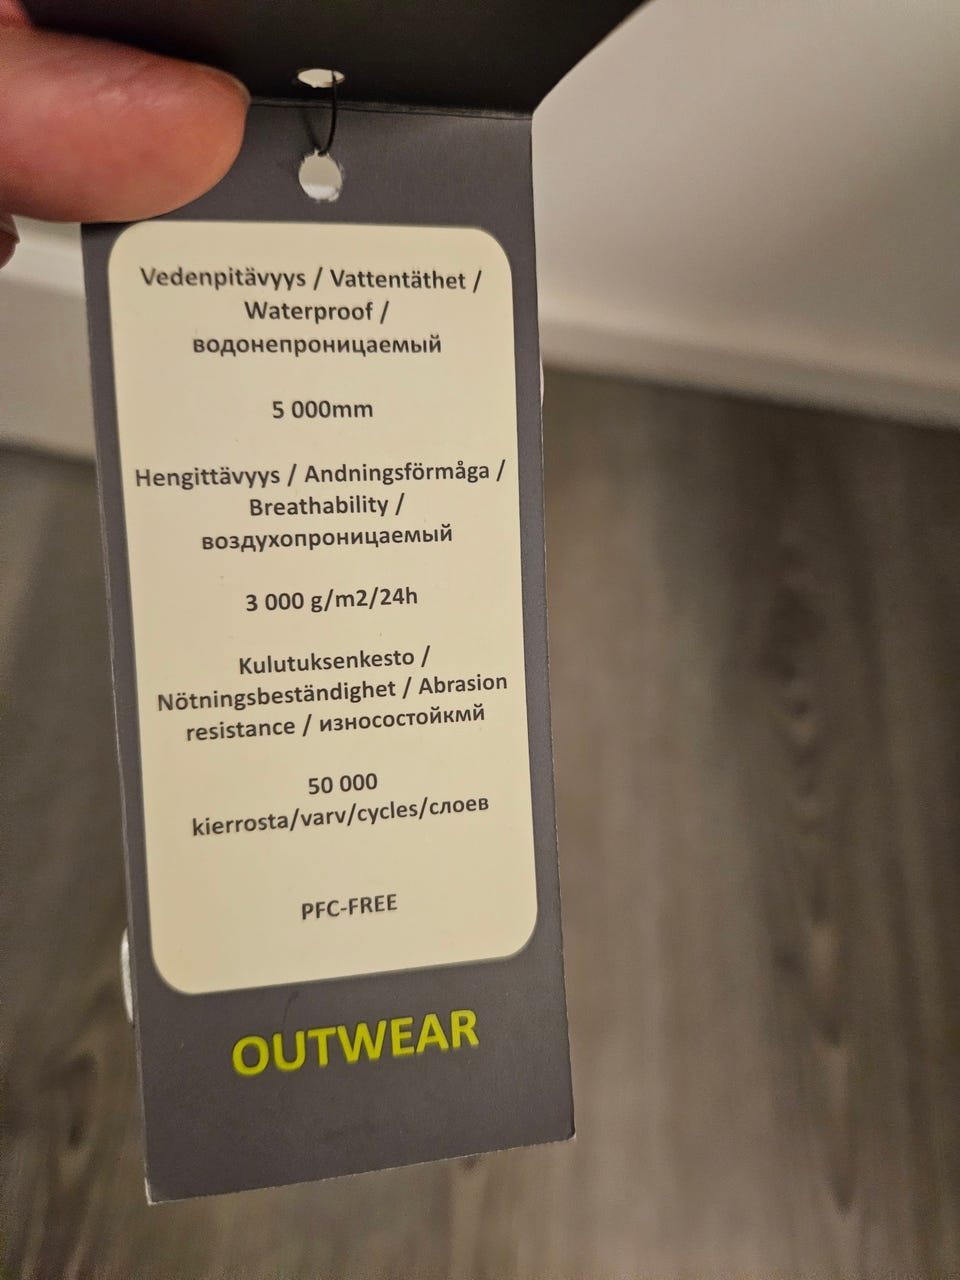 Vedenpitävyys / Vattentäthet /
Waterproof /
водонепроницаемый
5 000mm
Hengittävyys / Andningsförmåga /
Breathability /
воздухопроницаемый
3 000 g/m2/24h
Kulutuksenkesto /
Nötningsbeständighet / Abrasion
resistance / износостойкмй
50 000
kierrosta/varv/cycles/слоев
PFC-FREE
OUTWEAR